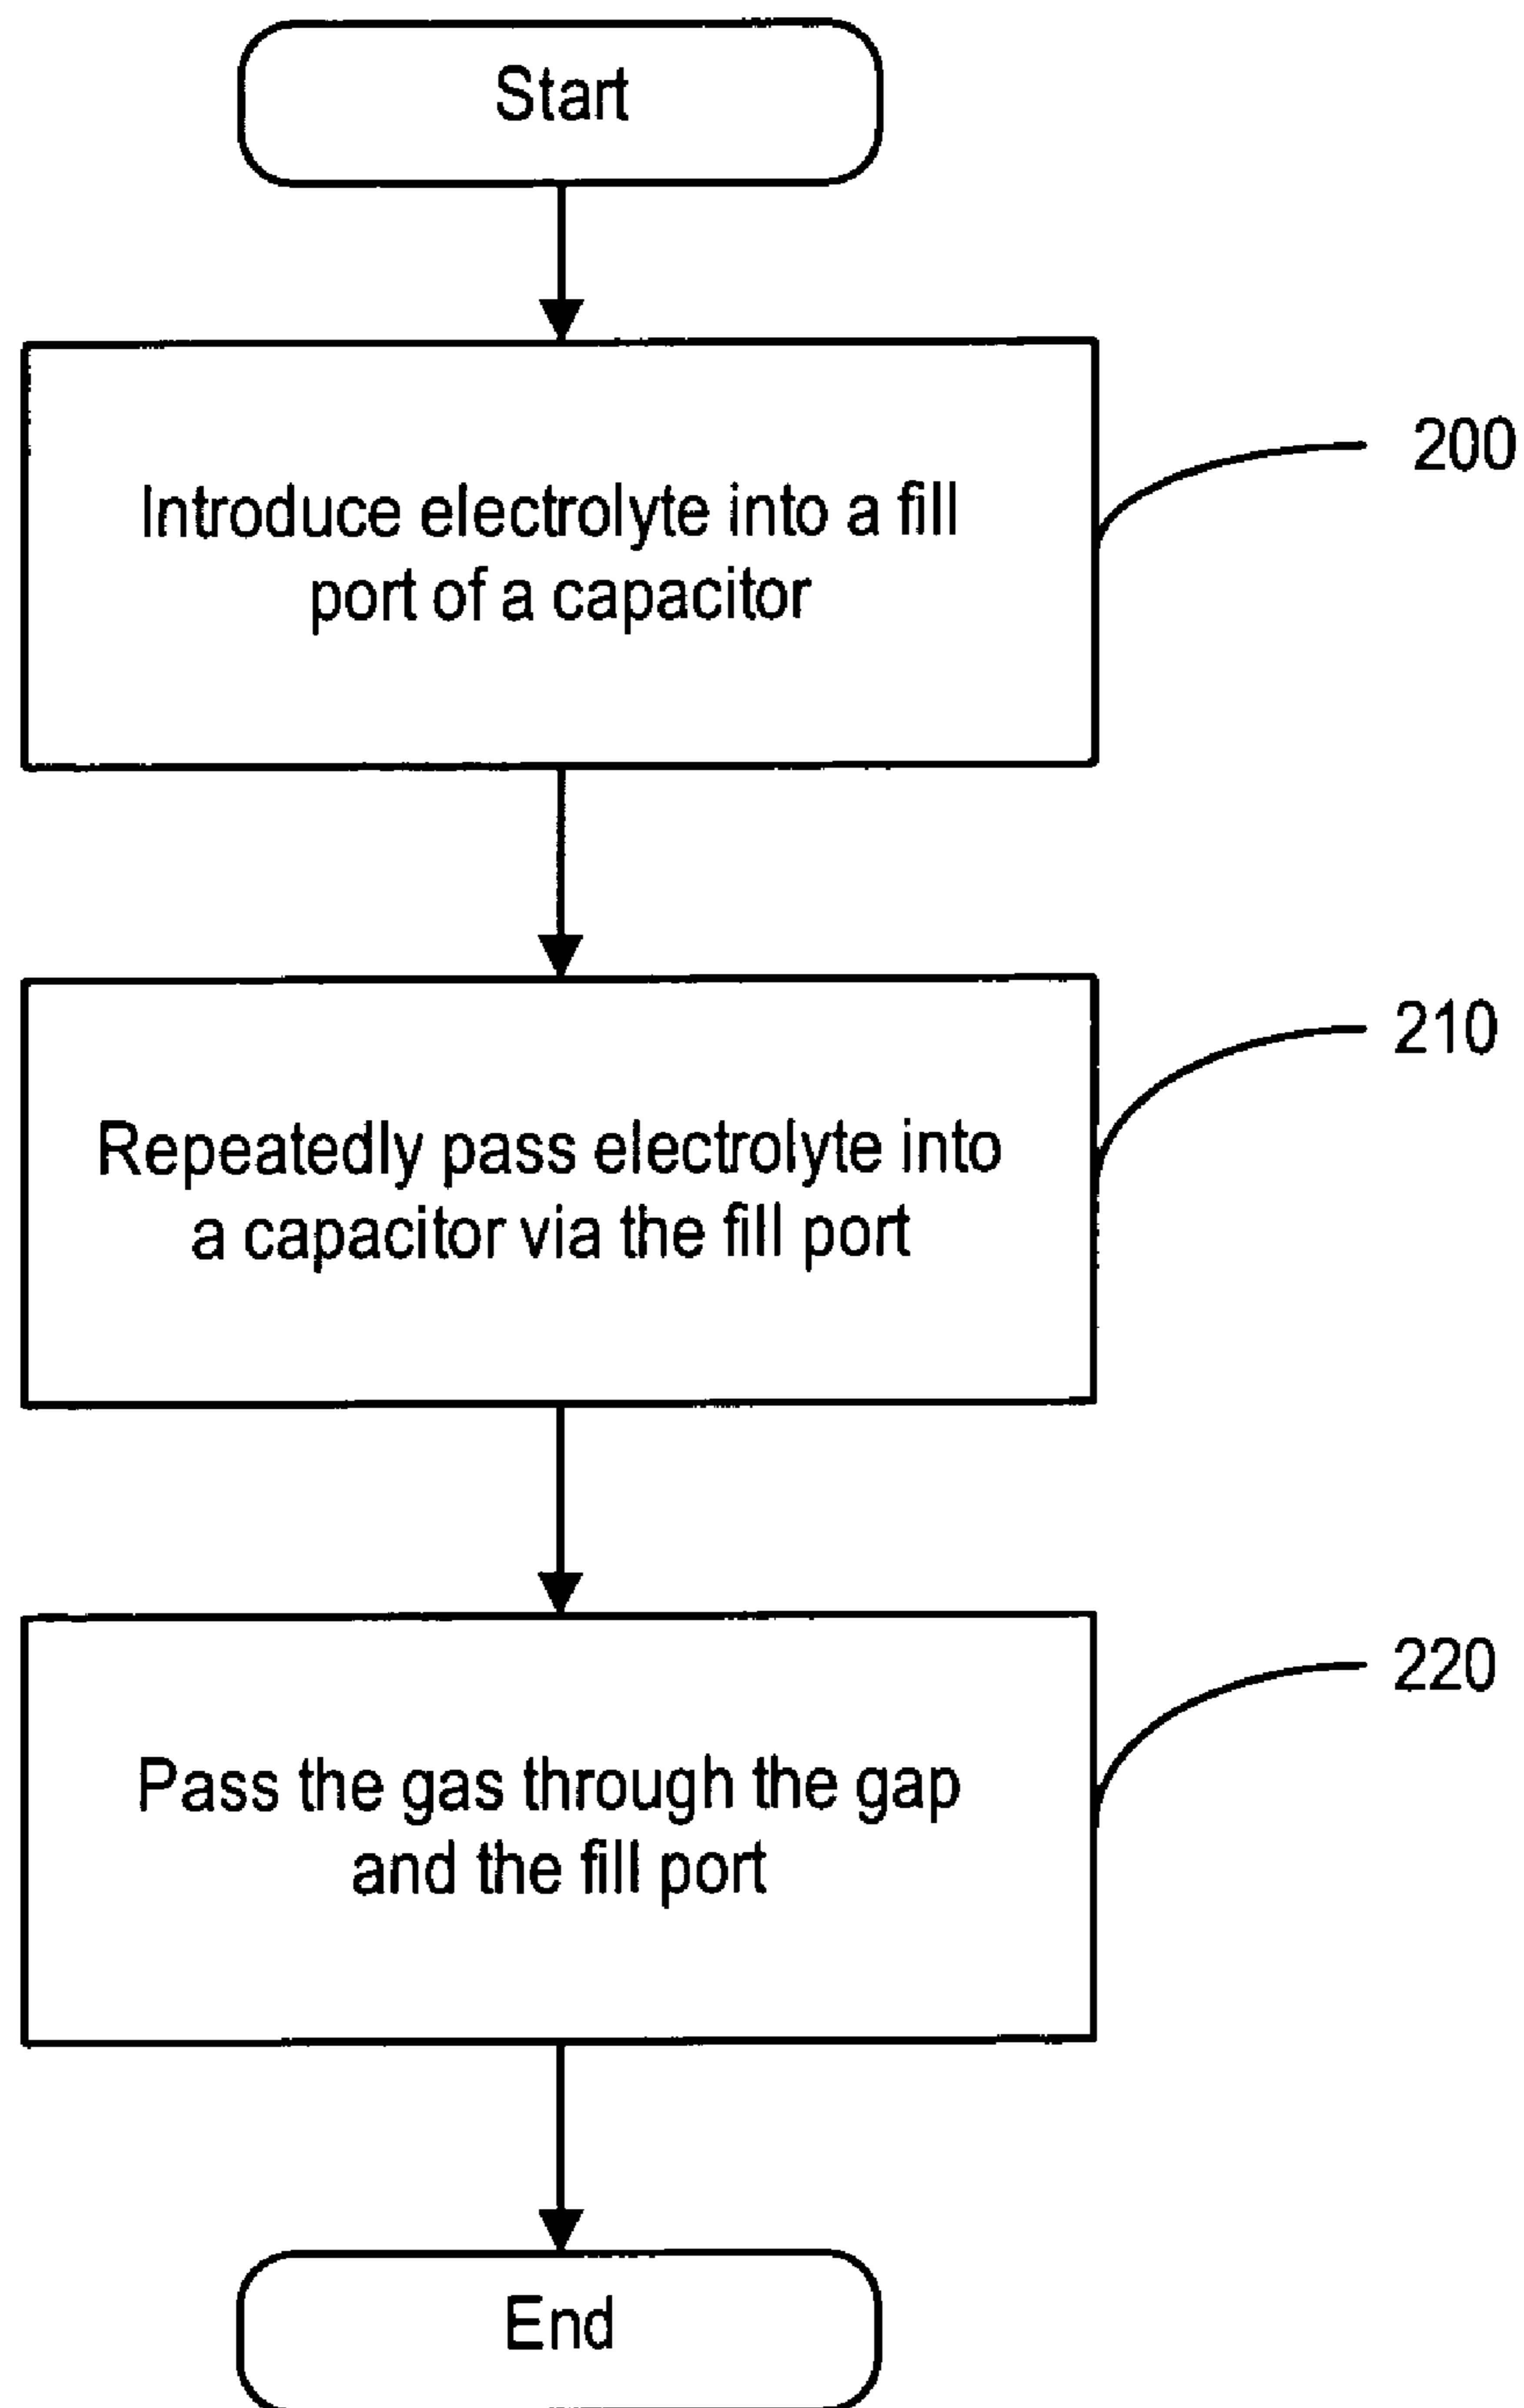 Start
200
Introduce electrolyte into a fill
port of a capacitor
210
Repeatedly pass electrolyte into
a capacitor via the fill port
220
Pass the gas through the gap
and the fill port
End